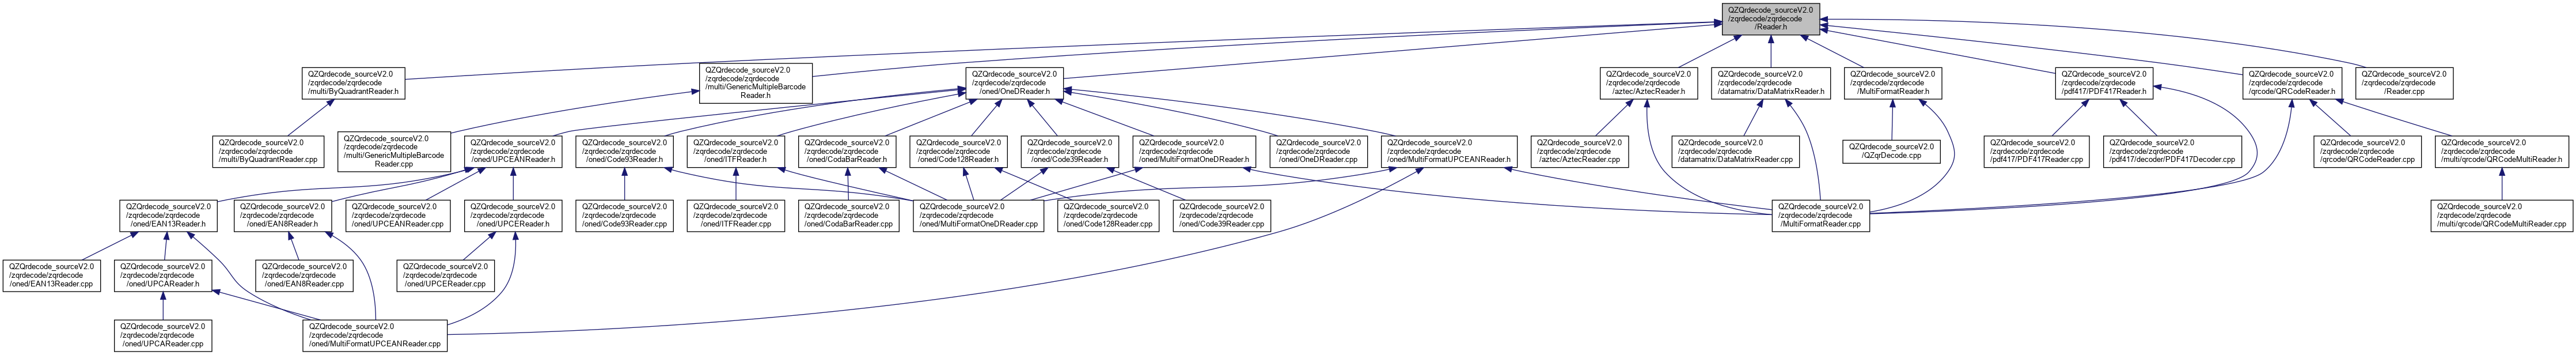 QZQrdecode_sourceV2.0
/zqrdecode/zqrdecode
/Reader.h
QZQrdecode_sourceV2.0
/zqrdecode/zqrdecode
/multi/ByQuadrantReader.h
QZQrdecode_sourceV2.0
/zqrdecode/zqrdecode
/multi/GenericMultipleBarcode
Reader.h
QZQrdecode_sourceV2.0
/zqrdecode/zqrdecode
/oned/OneDReader.h
QZQrdecode_sourceV2.0
/zqrdecode/zqrdecode
/aztec/AztecReader.h
QZQrdecode_sourceV2.0
/zqrdecode/zqrdecode
/datamatrix/DataMatrixReader.h
QZQrdecode_sourceV2.0
/zqrdecode/zqrdecode
/MultiFormatReader.h
QZQrdecode_sourceV2.0
/zqrdecode/zqrdecode
/pdf417/PDF417Reader.h
QZQrdecode_sourceV2.0
/zqrdecode/zqrdecode
/qrcode/QRCodeReader.h
QZQrdecode_sourceV2.0
/zqrdecode/zqrdecode
/Reader.cpp
QZQrdecode_sourceV2.0
/zqrdecode/zqrdecode
/multi/ByQuadrantReader.cpp
QZQrdecode_sourceV2.0
/zqrdecode/zqrdecode
/multi/GenericMultipleBarcode
Reader.cpp
QZQrdecode_sourceV2.0
/zqrdecode/zqrdecode
/oned/UPCEANReader.h
QZQrdecode_sourceV2.0
/zqrdecode/zqrdecode
/oned/Code93Reader.h
QZQrdecode_sourceV2.0
/zqrdecode/zqrdecode
/oned/ITFReader.h
QZQrdecode_sourceV2.0
/zqrdecode/zqrdecode
/oned/CodaBarReader.h
QZQrdecode_sourceV2.0
/zqrdecode/zqrdecode
/oned/Code128Reader.h
QZQrdecode_sourceV2.0
/zqrdecode/zqrdecode
/oned/Code39Reader.h
QZQrdecode_sourceV2.0
/zqrdecode/zqrdecode
/oned/MultiFormatOneDReader.h
QZQrdecode_sourceV2.0
/zqrdecode/zqrdecode
/oned/OneDReader.cpp
QZQrdecode_sourceV2.0
/zqrdecode/zqrdecode
/oned/MultiFormatUPCEANReader.h
QZQrdecode_sourceV2.0
/zqrdecode/zqrdecode
/aztec/AztecReader.cpp
QZQrdecode_sourceV2.0
/zqrdecode/zqrdecode
/datamatrix/DataMatrixReader.cpp
QZQrdecode_sourceV2.0
/QZqrDecode.cpp
QZQrdecode_sourceV2.0
/zqrdecode/zqrdecode
/pdf417/PDF417Reader.cpp
QZQrdecode_sourceV2.0
/zqrdecode/zqrdecode
/pdf417/decoder/PDF417Decoder.cpp
QZQrdecode_sourceV2.0
/zqrdecode/zqrdecode
/qrcode/QRCodeReader.cpp
QZQrdecode_sourceV2.0
/zqrdecode/zqrdecode
/multi/qrcode/QRCodeMultiReader.h
QZQrdecode_sourceV2.0
/zqrdecode/zqrdecode
/oned/EAN13Reader.h
QZQrdecode_sourceV2.0
/zqrdecode/zqrdecode
/oned/EAN8Reader.h
QZQrdecode_sourceV2.0
/zqrdecode/zqrdecode
/oned/UPCEANReader.cpp
QZQrdecode_sourceV2.0
/zqrdecode/zqrdecode
/oned/UPCEReader.h
QZQrdecode_sourceV2.0
/zqrdecode/zqrdecode
/oned/Code93Reader.cpp
QZQrdecode_sourceV2.0
/zqrdecode/zqrdecode
/oned/ITFReader.cpp
QZQrdecode_sourceV2.0
/zqrdecode/zqrdecode
/oned/CodaBarReader.cpp
QZQrdecode_sourceV2.0
/zqrdecode/zqrdecode
/oned/MultiFormatOneDReader.cpp
QZQrdecode_sourceV2.0
/zqrdecode/zqrdecode
/oned/Code128Reader.cpp
QZQrdecode_sourceV2.0
/zqrdecode/zqrdecode
/oned/Code39Reader.cpp
QZQrdecode_sourceV2.0
/zqrdecode/zqrdecode
/MultiFormatReader.cpp
QZQrdecode_sourceV2.0
/zqrdecode/zqrdecode
/multi/qrcode/QRCodeMultiReader.cpp
QZQrdecode_sourceV2.0
/zqrdecode/zqrdecode
/oned/EAN13Reader.cpp
QZQrdecode_sourceV2.0
/zqrdecode/zqrdecode
/oned/UPCAReader.h
QZQrdecode_sourceV2.0
/zqrdecode/zqrdecode
/oned/EAN8Reader.cpp
QZQrdecode_sourceV2.0
/zqrdecode/zqrdecode
/oned/UPCEReader.cpp
QZQrdecode_sourceV2.0
/zqrdecode/zqrdecode
/oned/UPCAReader.cpp
QZQrdecode_sourceV2.0
/zqrdecode/zqrdecode
/oned/MultiFormatUPCEANReader.cpp